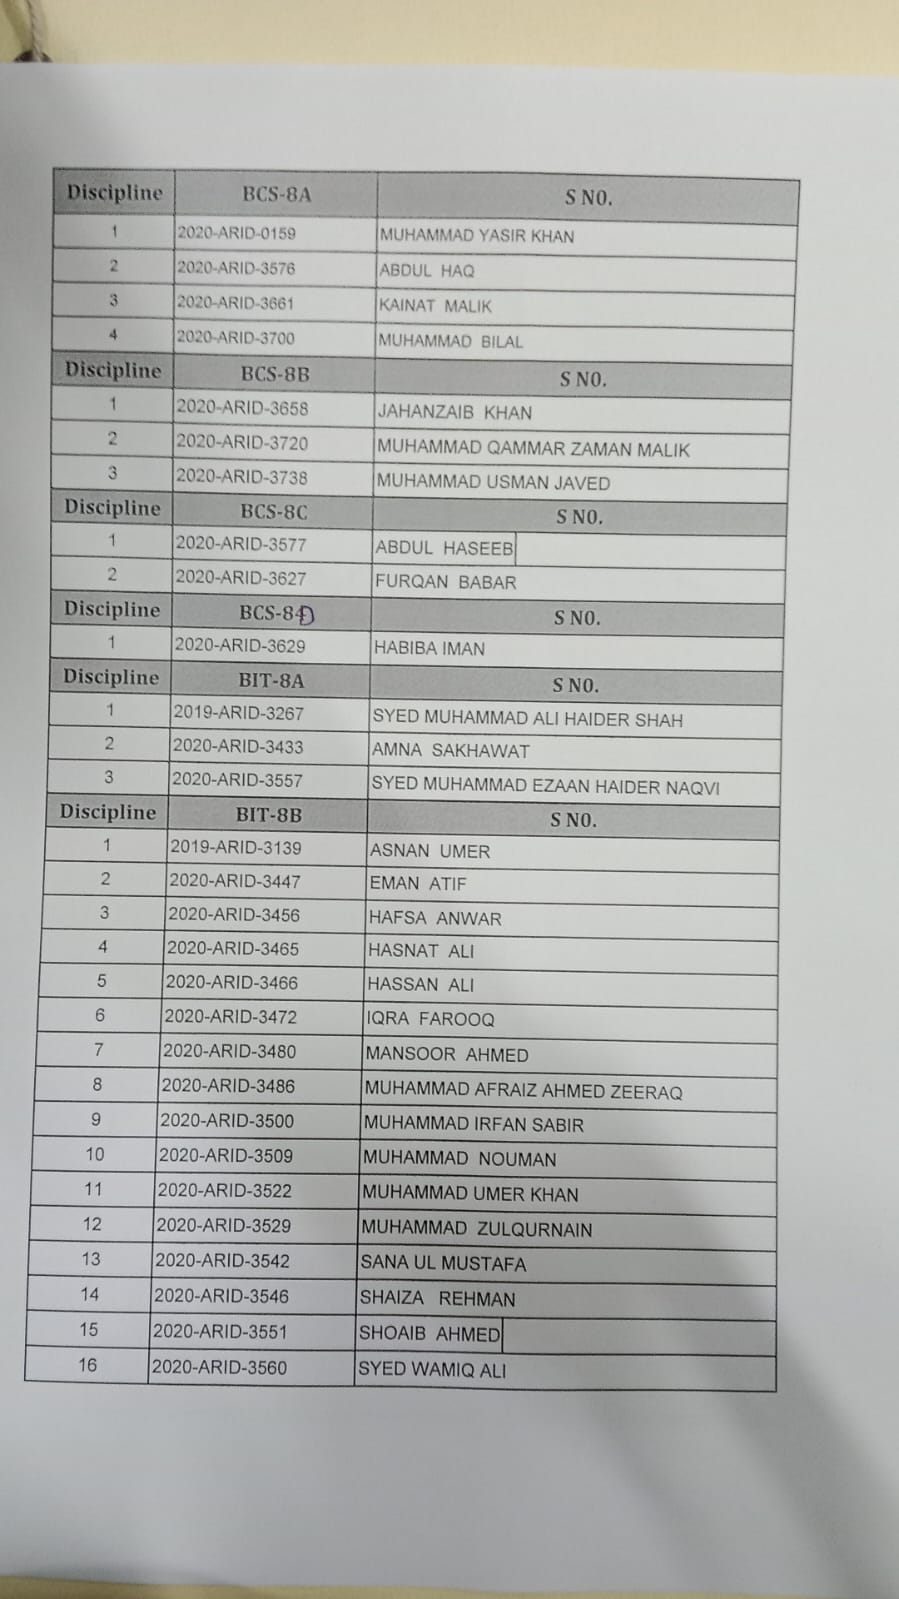 Discipline BCS-8A S NO.
1 2020-ARID-0159 MUHAMMAD YASIR KHAN
2 2020-ARID-3576 ABDUL HAQ
3 2020-ARID-3661 KAINAT MALIK
4 2020-ARID-3700 MUHAMMAD BILAL
Discipline BCS-8B S NO.
1 2020-ARID-3658 JAHANZAIB KHAN
2 2020-ARID-3720 MUHAMMAD QAMMAR ZAMAN MALIK
3 2020-ARID-3738 MUHAMMAD USMAN JAVED
Discipline BCS-8C S NO.
1 2020-ARID-3577 ABDUL HASEEB
2 2020-ARID-3627 FURQAN BABAR
Discipline BCS-8D S NO.
1 2020-ARID-3629 HABIBA IMAN
Discipline BIT-8A S NO.
1 2019-ARID-3267 SYED MUHAMMAD ALI HAIDER SHAH
2 2020-ARID-3433 AMNA SAKHAWAT
3 2020-ARID-3557 SYED MUHAMMAD EZAAN HAIDER NAQVI
Discipline BIT-8B S NO.
1 2019-ARID-3139 ASNAN UMER
2 2020-ARID-3447 EMAN ATIF
3 2020-ARID-3456 HAFSA ANWAR
4 2020-ARID-3465 HASNAT ALI
5 2020-ARID-3466 HASSAN ALI
6 2020-ARID-3472 IQRA FAROOQ
7 2020-ARID-3480 MANSOOR AHMED
8 2020-ARID-3486 MUHAMMAD AFRAIZ AHMED ZEERAQ
9 2020-ARID-3500 MUHAMMAD IRFAN SABIR
10 2020-ARID-3509 MUHAMMAD NOUMAN
11 2020-ARID-3522 MUHAMMAD UMER KHAN
12 2020-ARID-3529 MUHAMMAD ZULQURNAIN
13 2020-ARID-3542 SANA UL MUSTAFA
14 2020-ARID-3546 SHAIZA REHMAN
15 2020-ARID-3551 SHOAIB AHMED
16 2020-ARID-3560 SYED WAMIQ ALI